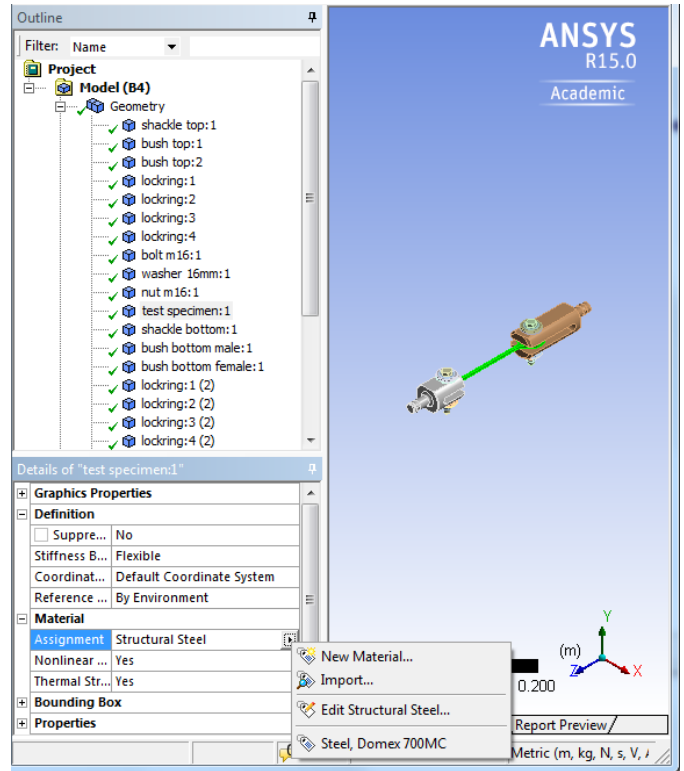 Outline
Filter: Name
Project
Model (B4)
Geometry
shackle top:1
bush top:1
bush top:2
lockring:1
lockring:2
lockring:3
lockring:4
bolt m16:1
washer 16mm:1
nut m16:1
test specimen:1
shackle bottom:1
bush bottom male:1
bush bottom female:1
lockring:1 (2)
lockring:2 (2)
lockring:3 (2)
lockring:4 (2)
ANSYS
R15.0
Academic
Details of "test specimen:1"
Graphics Properties
Definition
Suppre... No
Stiffness B... Flexible
Coordinat... Default Coordinate System
Reference ... By Environment
Material
Assignment Structural Steel
Nonlinear ... Yes
Thermal Str... Yes
Bounding Box
Properties
New Material...
Import...
Edit Structural Steel...
Steel, Domex 700MC
Y
(m)
Z X
0.200
Report Preview
Metric (m, kg, N, s, V,